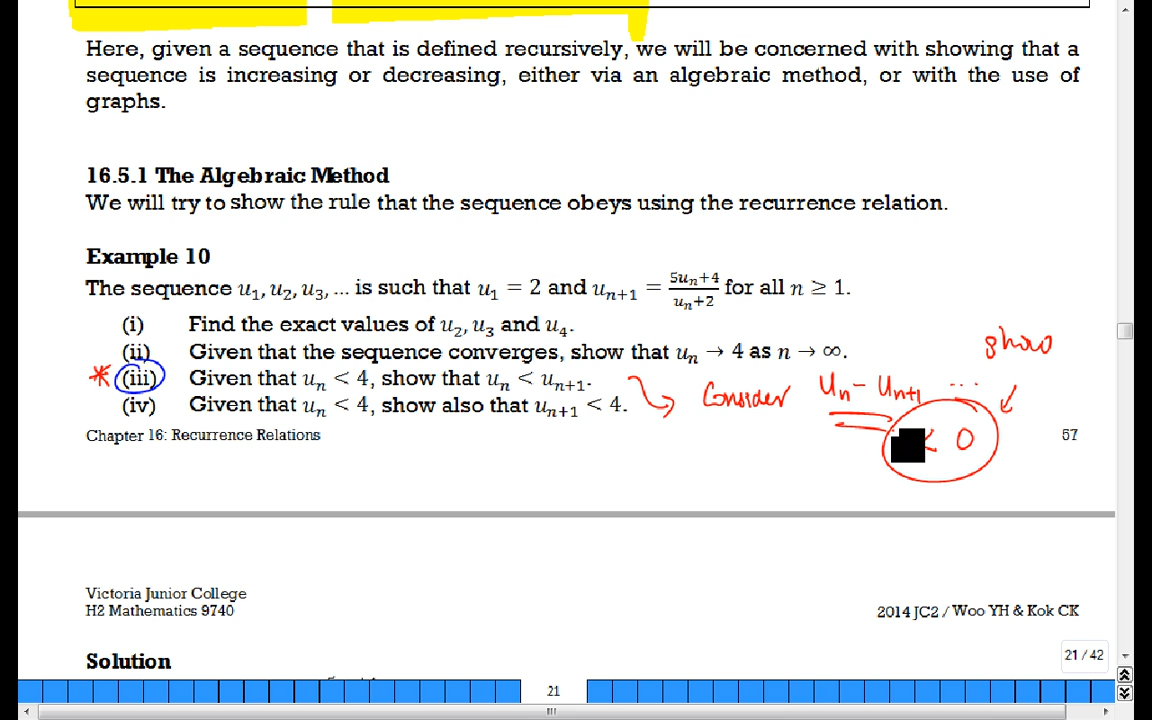 Here, given a sequence that is defined recursively, we will be concerned with showing that a
sequence is increasing or decreasing, either via an algebraic method, or with the use of
graphs.
16.5.1 The Algebraic Method
We will try to show the rule that the sequence obeys using the recurrence relation.
Example 10
The sequence u₁, u₂, u₃, … is such that u₁ = 2 and uₙ₊₁ = (5uₙ+4)/(uₙ+2) for all n ≥ 1.
(i) Find the exact values of u₂, u₃ and u₄.
(ii) Given that the sequence converges, show that uₙ → 4 as n → ∞.
show
* (iii) Given that uₙ < 4, show that uₙ < uₙ₊₁.
Consider uₙ - uₙ₊₁ ...
(iv) Given that uₙ < 4, show also that uₙ₊₁ < 4.
< 0
Chapter 16: Recurrence Relations 57
Victoria Junior College
H2 Mathematics 9740 2014 JC2 / Woo YH & Kok CK
21 / 42
Solution
21